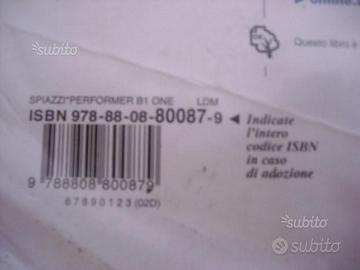 online.
Questo libro è
SPIAZZI*PERFORMER B1 ONE LDM
ISBN 978-88-08-80087-9
Indicate
l'intero
codice ISBN
in caso
di adozione
9 788808 800879
67890123 (02D)
subito
subito